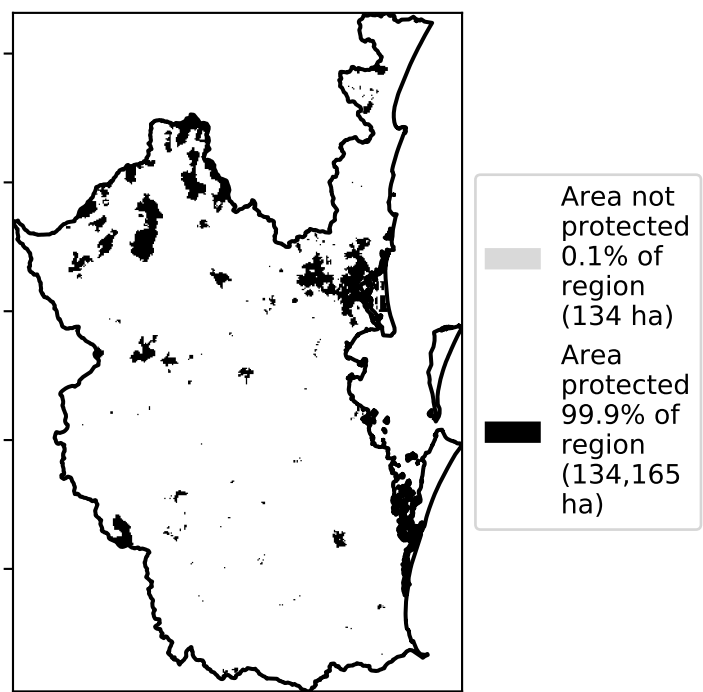 Area not
protected
0.1% of
region
(134 ha)
Area
protected
99.9% of
region
(134,165
ha)